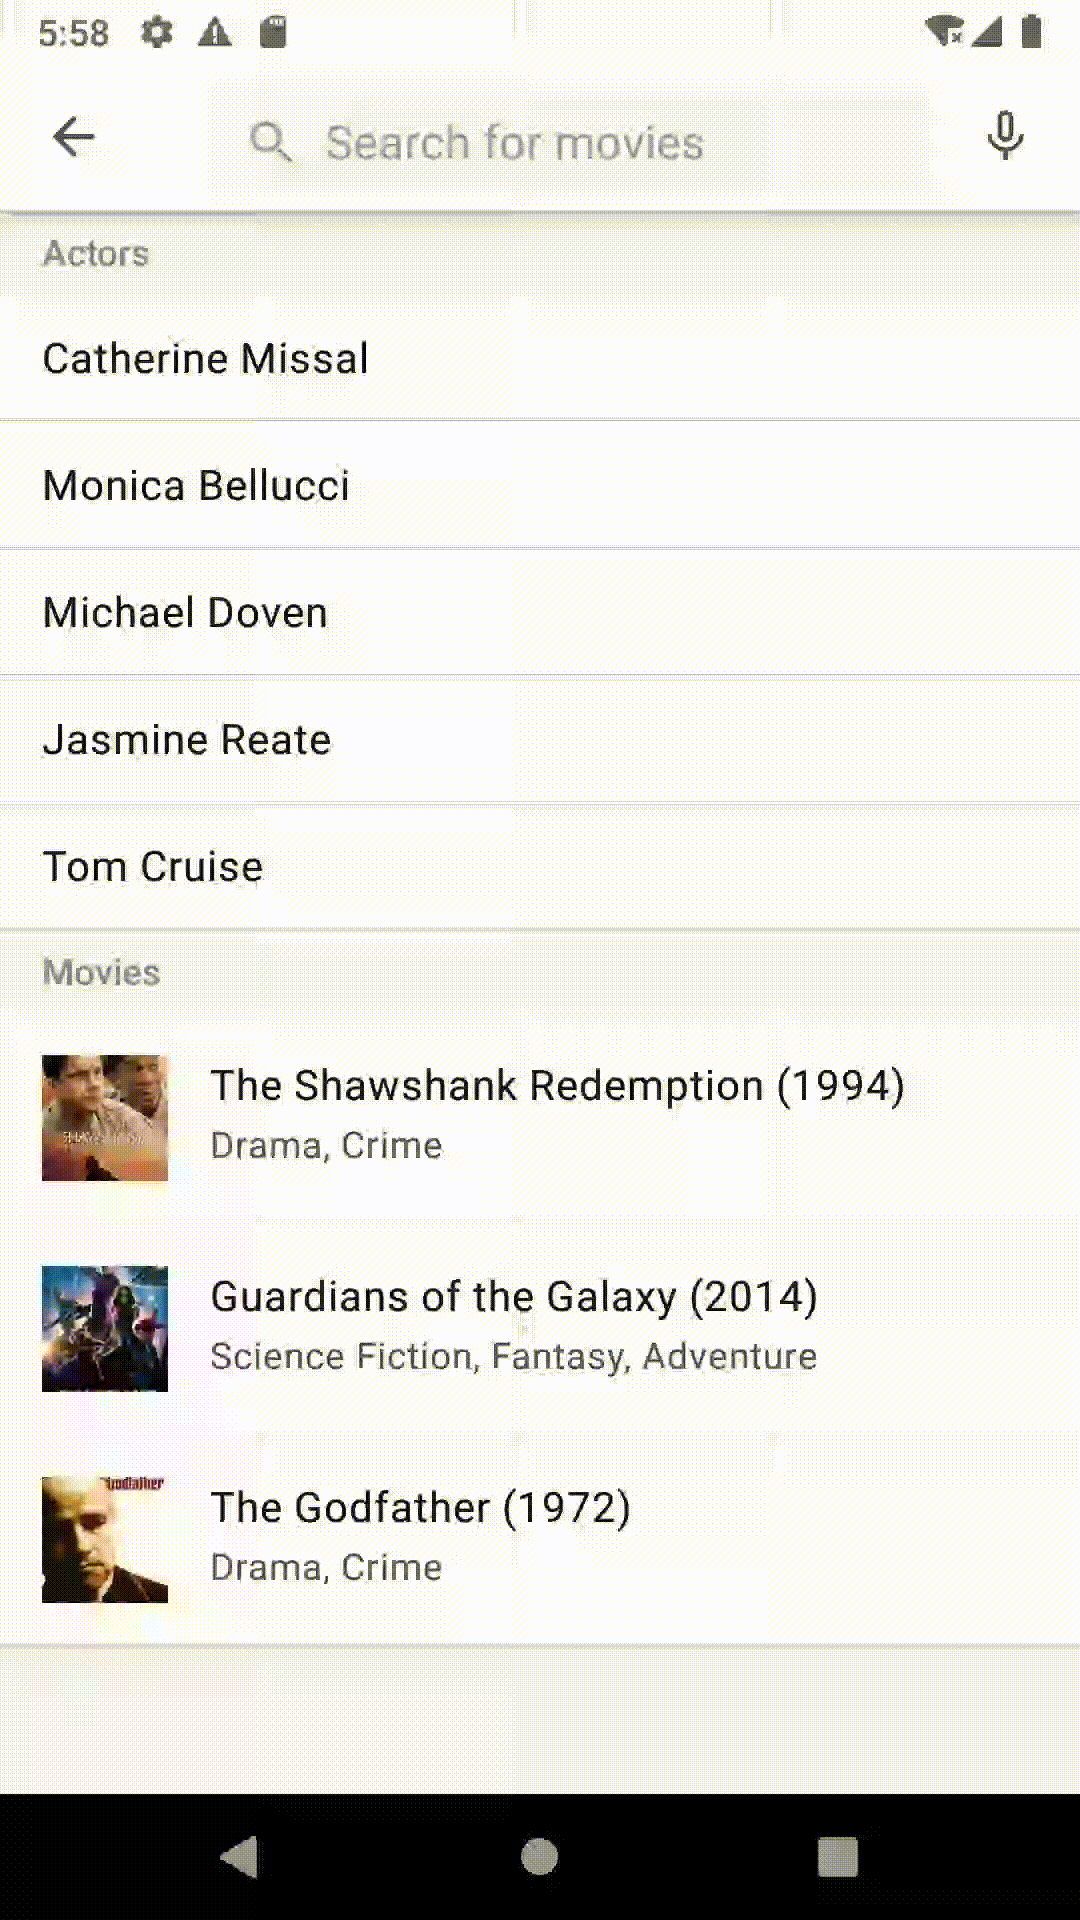 5:58
Search for movies
Actors
Catherine Missal
Monica Bellucci
Michael Doven
Jasmine Reate
Tom Cruise
Movies
The Shawshank Redemption (1994)
Drama, Crime
Guardians of the Galaxy (2014)
Science Fiction, Fantasy, Adventure
Godfather
The Godfather (1972)
Drama, Crime